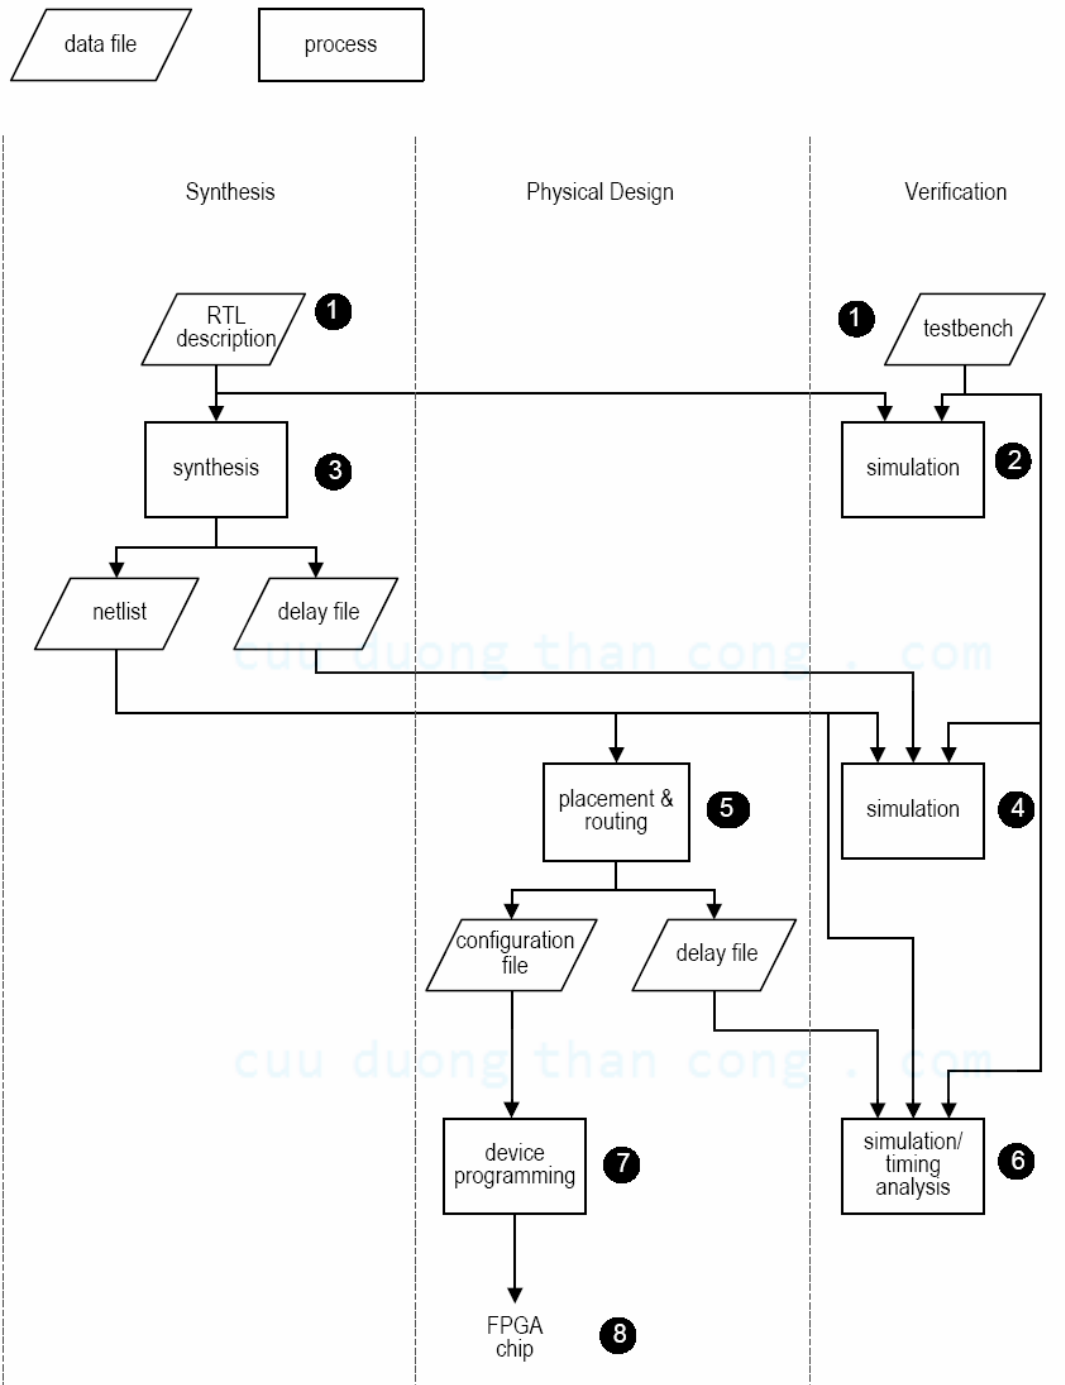 data file
process
Synthesis
Physical Design
Verification
RTL
description
1
1
testbench
synthesis
3
simulation
2
netlist
delay file
cuu duong than cong . com
placement &
routing
5
simulation
4
configuration
file
delay file
cuu duong than cong . com
device
programming
7
simulation/
timing
analysis
6
FPGA
chip
8